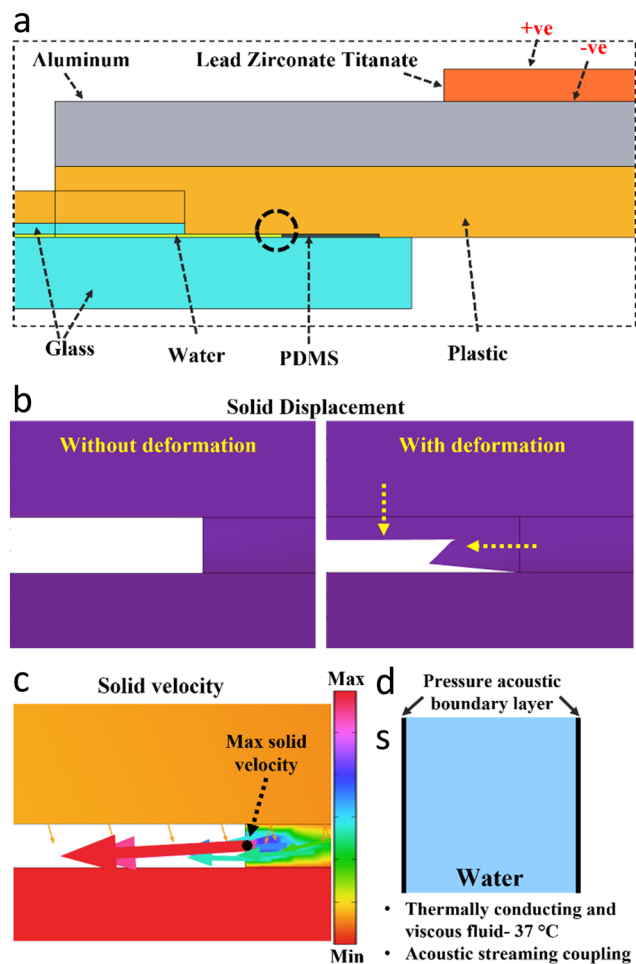 a
+ve
-ve
Aluminum
Lead Zirconate Titanate
Glass
Water
PDMS
Plastic
b
Solid Displacement
Without deformation
With deformation
c
Solid velocity
Max
Max solid
velocity
Min
d
Pressure acoustic
boundary layer
S
Water
• Thermally conducting and
viscous fluid- 37 °C
• Acoustic streaming coupling